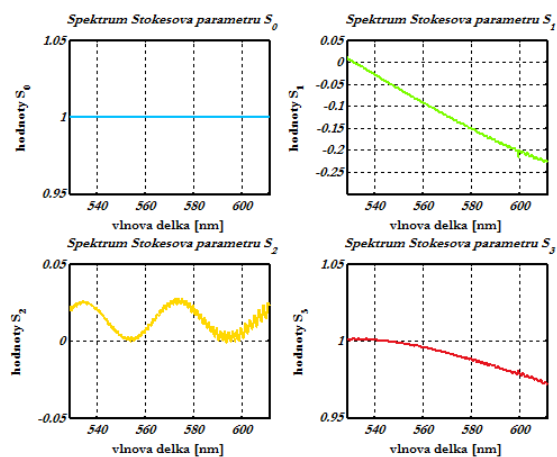 Spektrum Stokesova parametru S0
1.05
1
0.95
hodnoty S0
540 560 580 600
vlnova delka [nm]
Spektrum Stokesova parametru S1
0.05
0
-0.05
-0.1
-0.15
-0.2
-0.25
hodnoty S1
540 560 580 600
vlnova delka [nm]
Spektrum Stokesova parametru S2
0.05
0
-0.05
hodnoty S2
540 560 580 600
vlnova delka [nm]
Spektrum Stokesova parametru S3
1.05
1
0.95
hodnoty S3
540 560 580 600
vlnova delka [nm]